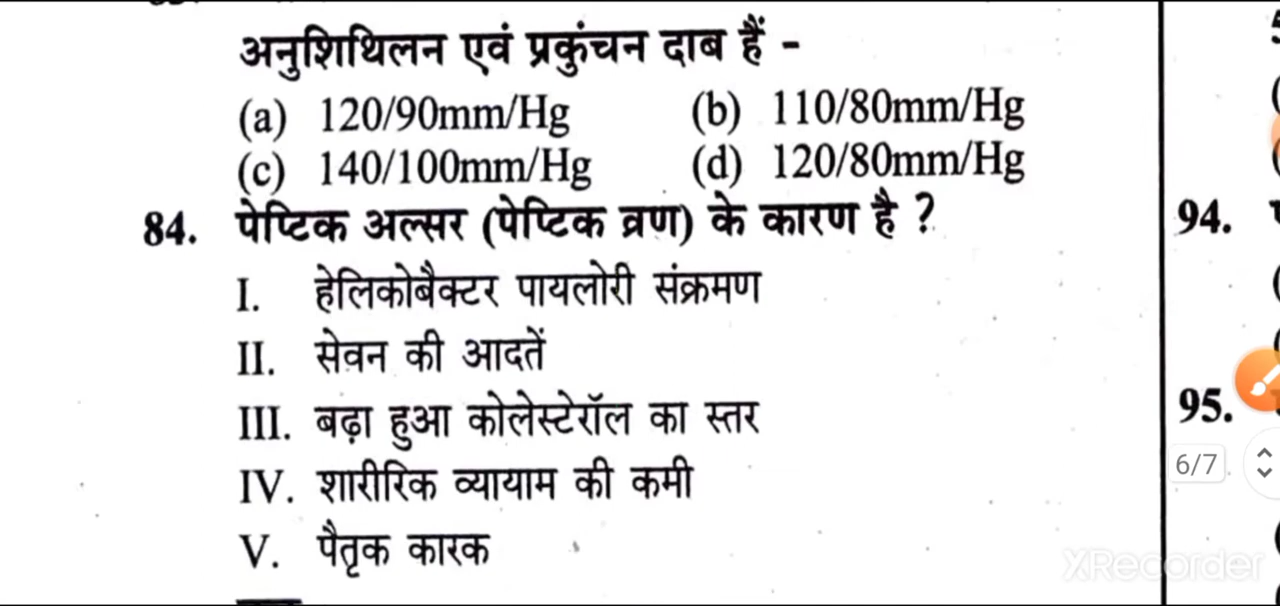 अनुशिथिलन एवं प्रकुंचन दाब हैं -
(a) 120/90mm/Hg (b) 110/80mm/Hg
(c) 140/100mm/Hg (d) 120/80mm/Hg
84. पेप्टिक अल्सर (पेप्टिक व्रण) के कारण है ?
I. हेलिकोबैक्टर पायलोरी संक्रमण
II. सेवन की आदतें
III. बढ़ा हुआ कोलेस्टेरॉल का स्तर
IV. शारीरिक व्यायाम की कमी
V. पैतृक कारक
94.
95.
6/7
XRecorder